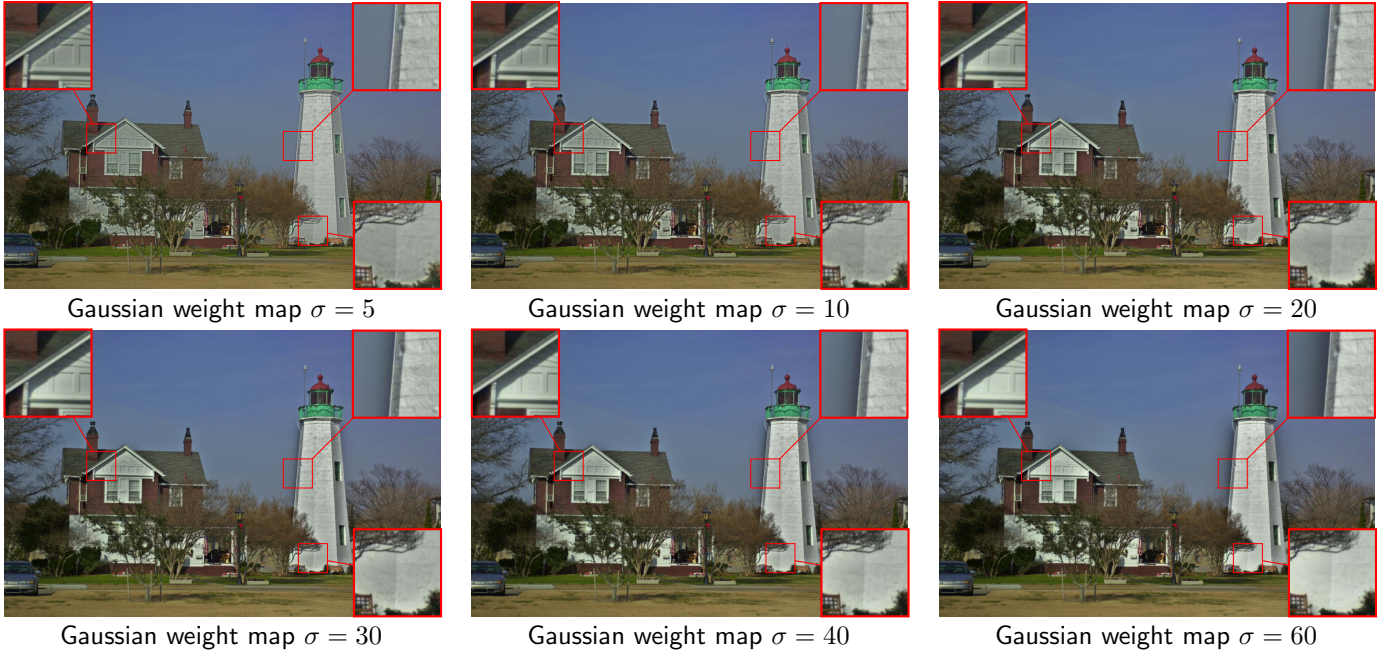 Gaussian weight map σ = 5
Gaussian weight map σ = 10
Gaussian weight map σ = 20
Gaussian weight map σ = 30
Gaussian weight map σ = 40
Gaussian weight map σ = 60